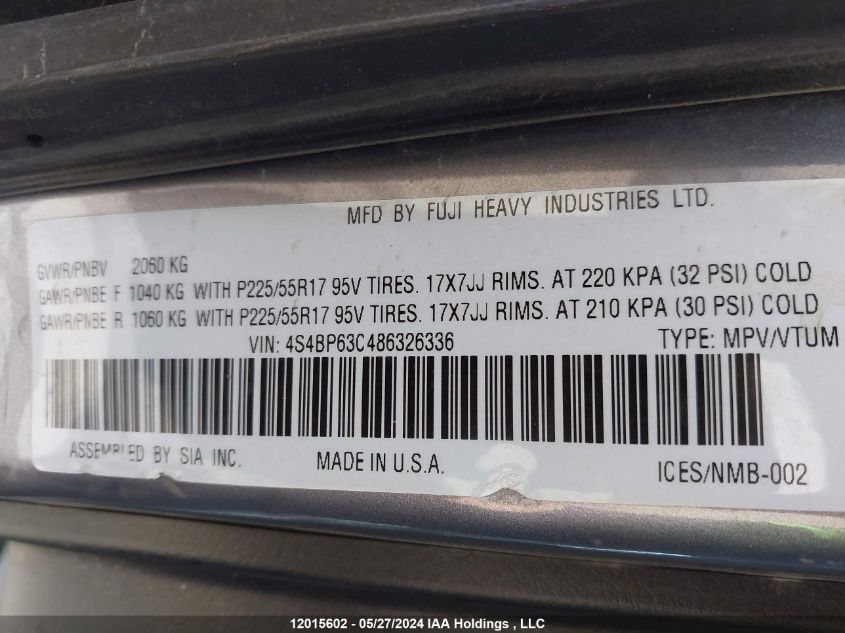 MFD BY FUJI HEAVY INDUSTRIES LTD.
GVWR/PNBV 2060 KG
GAWR/PNBE F 1040 KG WITH P225/55R17 95V TIRES. 17X7JJ RIMS. AT 220 KPA (32 PSI) COLD
GAWR/PNBE R 1060 KG WITH P225/55R17 95V TIRES. 17X7JJ RIMS. AT 210 KPA (30 PSI) COLD
VIN: 4S4BP63C486326336 TYPE: MPV/VTUM
ASSEMBLED BY SIA INC. MADE IN U.S.A. ICES/NMB-002
12015602 - 05/27/2024 IAA Holdings , LLC